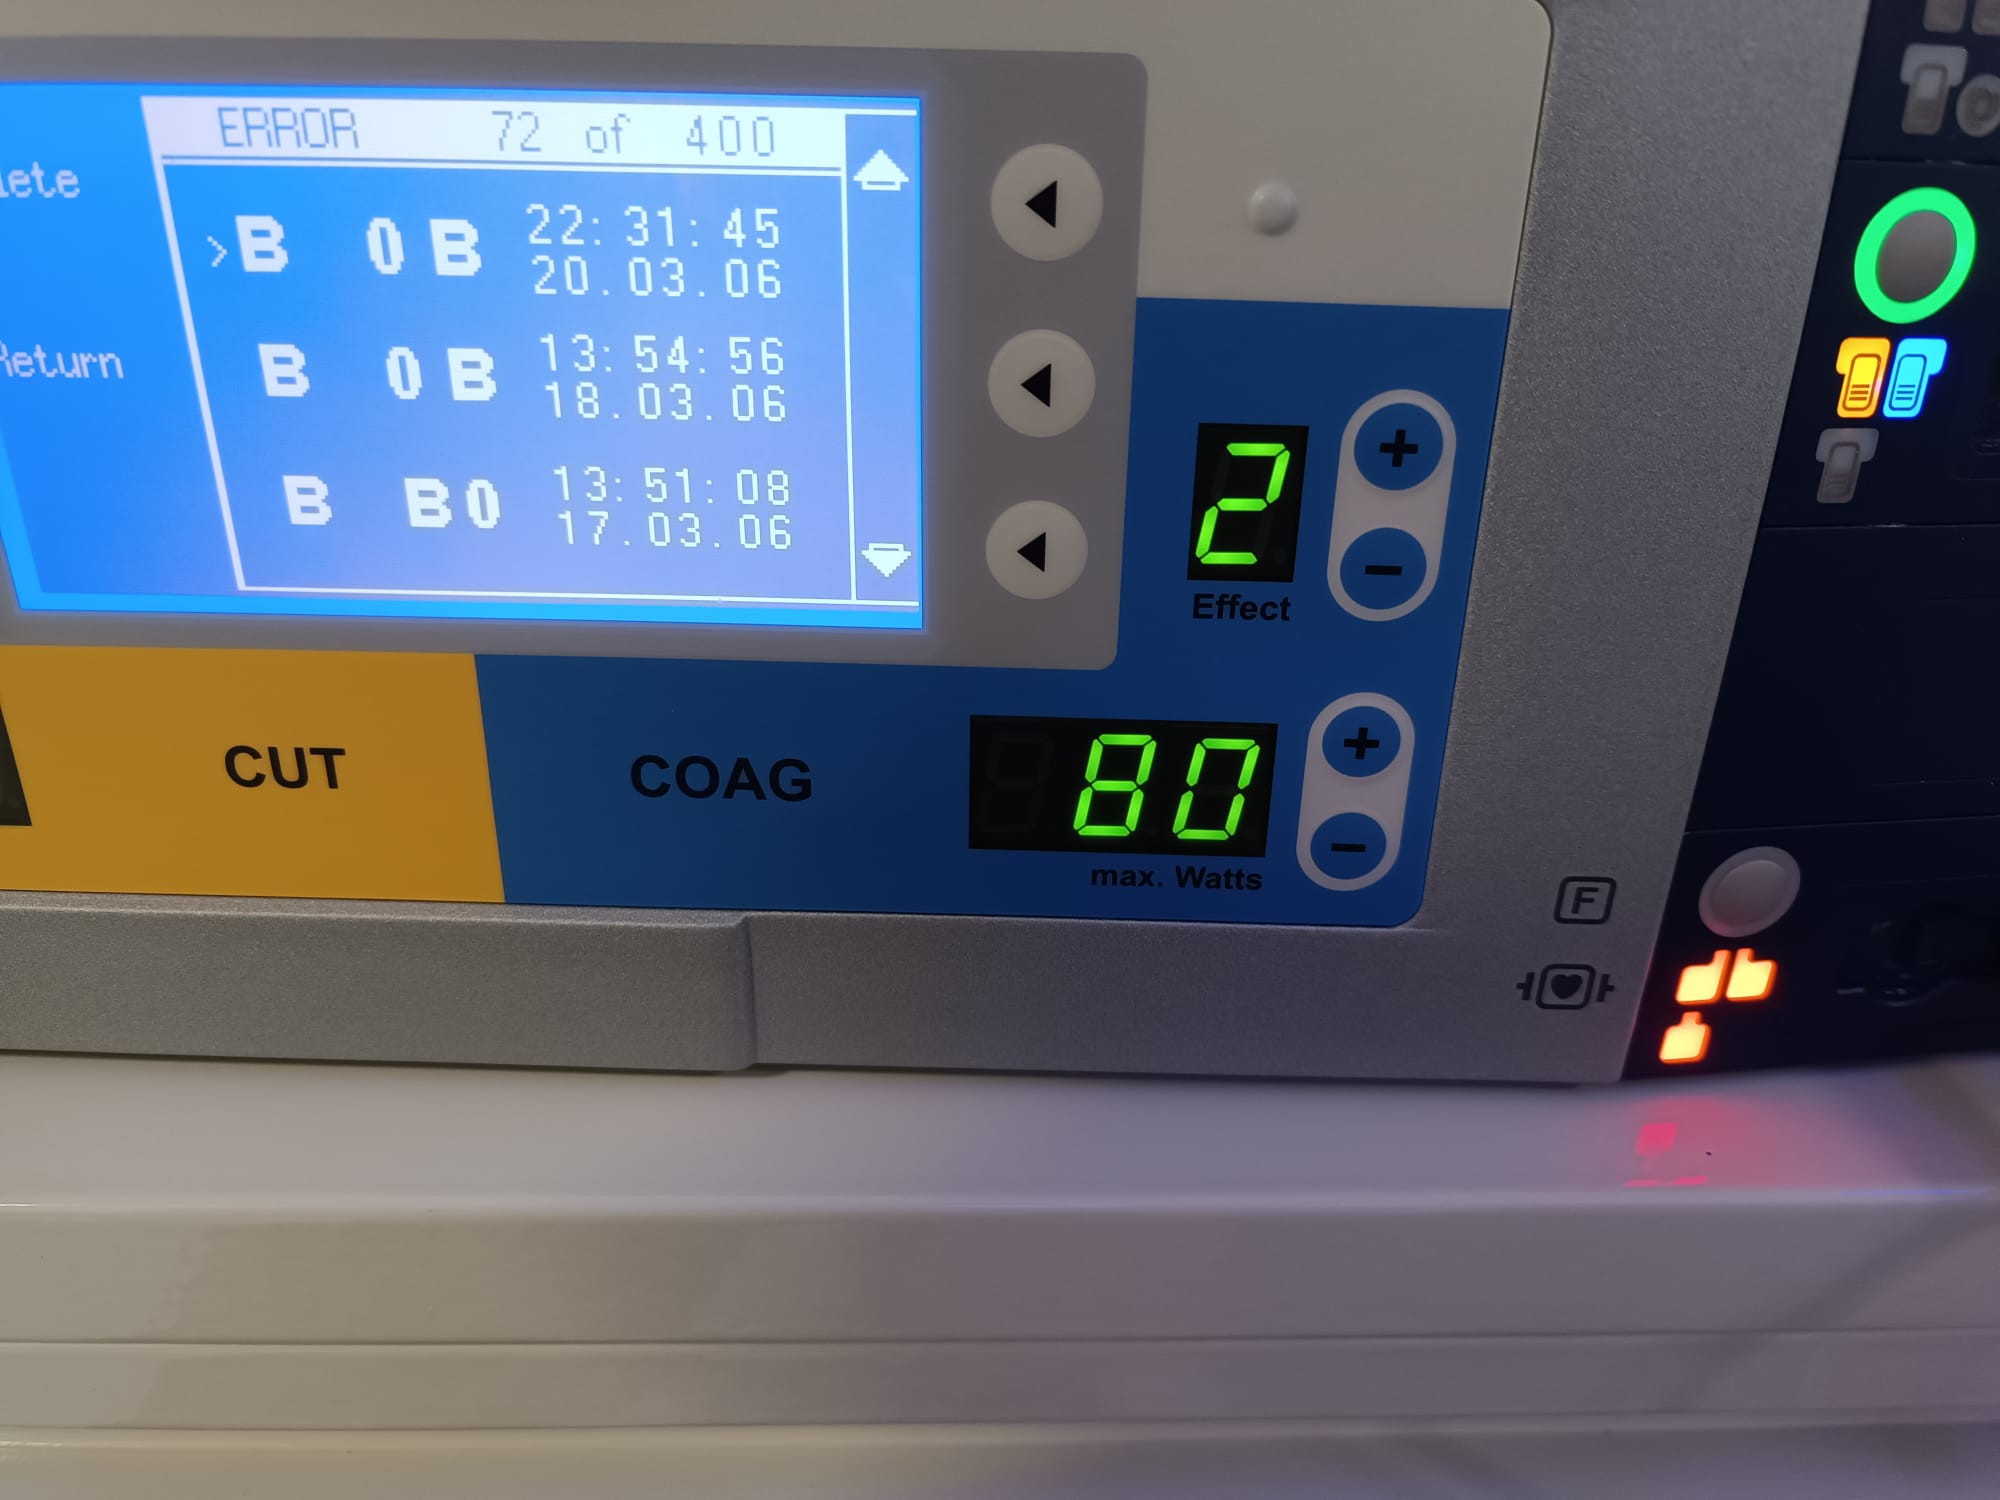 ERROR 72 of 400
lete
>B 0B 22:31:45
20.03.06
Return
B 0B 13:54:56
18.03.06
B B0 13:51:08
17.03.06
2
+
-
Effect
CUT
COAG
80
+
-
max. Watts
F